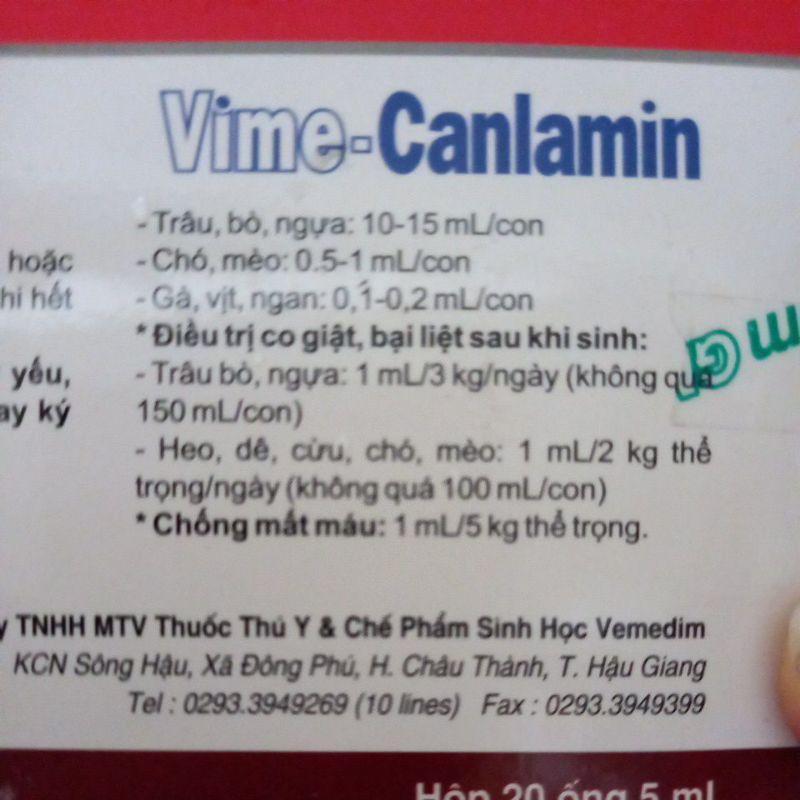 Vime-Canlamin
- Trâu, bò, ngựa: 10-15 mL/con
hoặc - Chó, mèo: 0.5-1 mL/con
hết - Gà, vịt, ngan: 0,1-0,2 mL/con
* Điều trị co giật, bại liệt sau khi sinh:
yếu, - Trâu bò, ngựa: 1 mL/3 kg/ngày (không quá
ký 150 mL/con)
- Heo, dê, cừu, chó, mèo: 1 mL/2 kg thể
trọng/ngày (không quá 100 mL/con)
* Chống mất máu: 1 mL/5 kg thể trọng.
TNHH MTV Thuốc Thú Y & Chế Phẩm Sinh Học Vemedim
KCN Sông Hậu, Xã Đông Phú, H. Châu Thành, T. Hậu Giang
Tel : 0293.3949269 (10 lines) Fax : 0293.3949399
Hộp 20 ống 5 ml